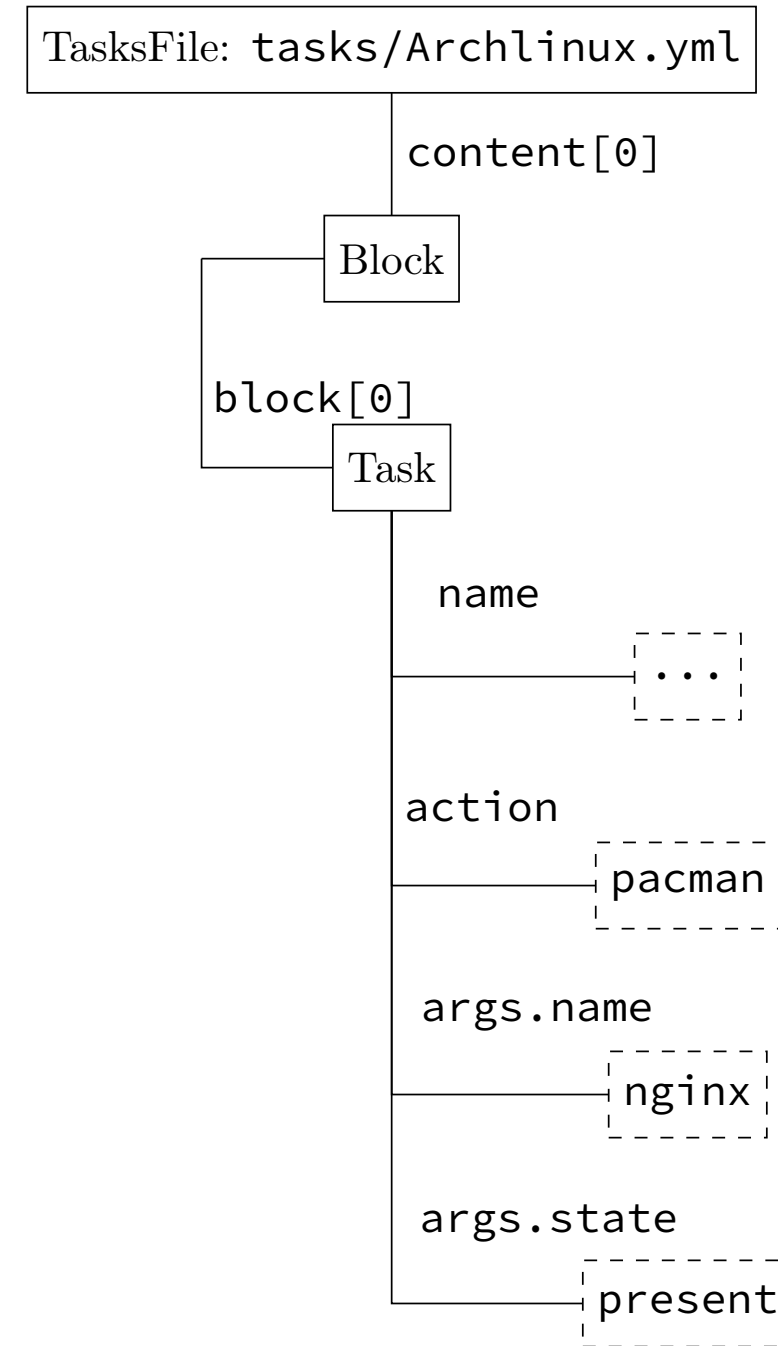 TasksFile: tasks/Archlinux.yml
content[0]
Block
block[0]
Task
name
...
action
pacman
args.name
nginx
args.state
present